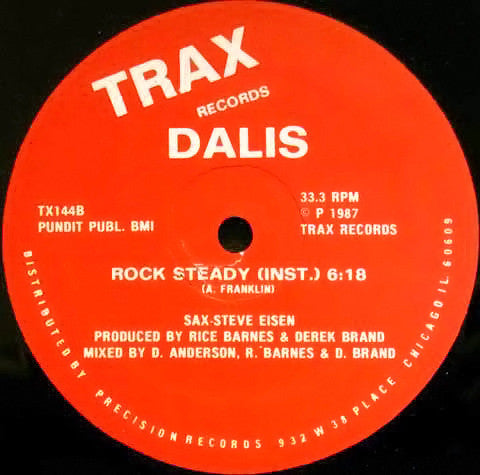 TRAX
RECORDS
DALIS
TX144B
PUNDIT PUBL. BMI
33.3 RPM
© P 1987
TRAX RECORDS
ROCK STEADY (INST.) 6:18
(A. FRANKLIN)
SAX-STEVE EISEN
PRODUCED BY RICE BARNES & DEREK BRAND
MIXED BY D. ANDERSON, R. BARNES & D. BRAND
DISTRIBUTED BY PRECISION RECORDS 932 W 38 PLACE CHICAGO IL 60609